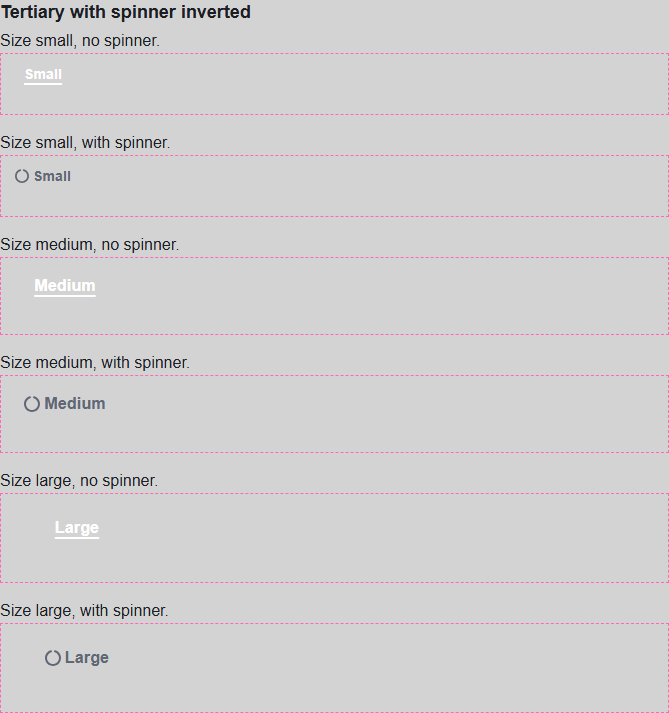 Tertiary with spinner inverted
Size small, no spinner.
Small
Size small, with spinner.
Small
Size medium, no spinner.
Medium
Size medium, with spinner.
Medium
Size large, no spinner.
Large
Size large, with spinner.
Large